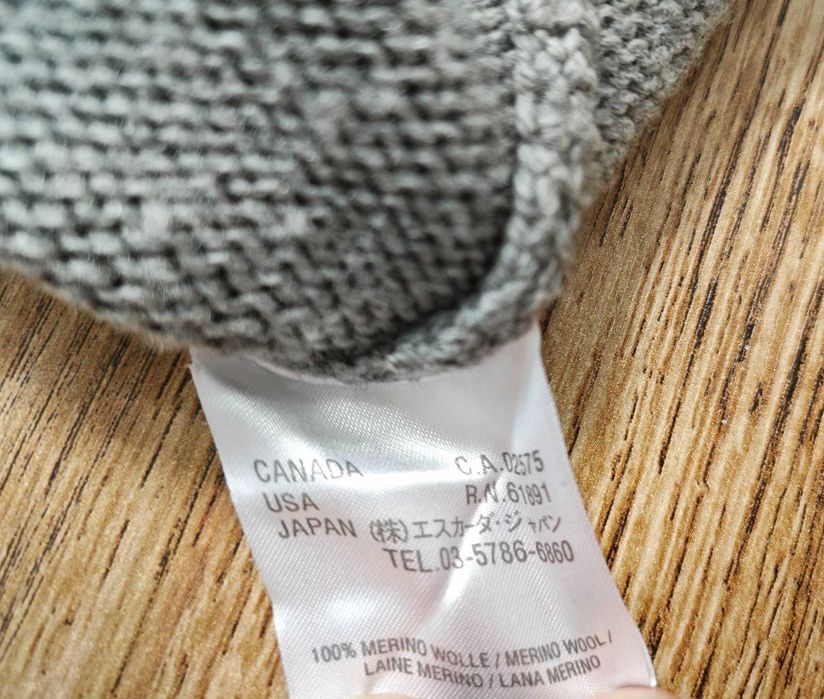 CANADA C.A.02575
USA R.N.61891
JAPAN (株)エスカーダ・ジャパン
TEL.03-5786-6860
100% MERINO WOLLE / MERINO WOOL /
LAINE MERINO / LANA MERINO